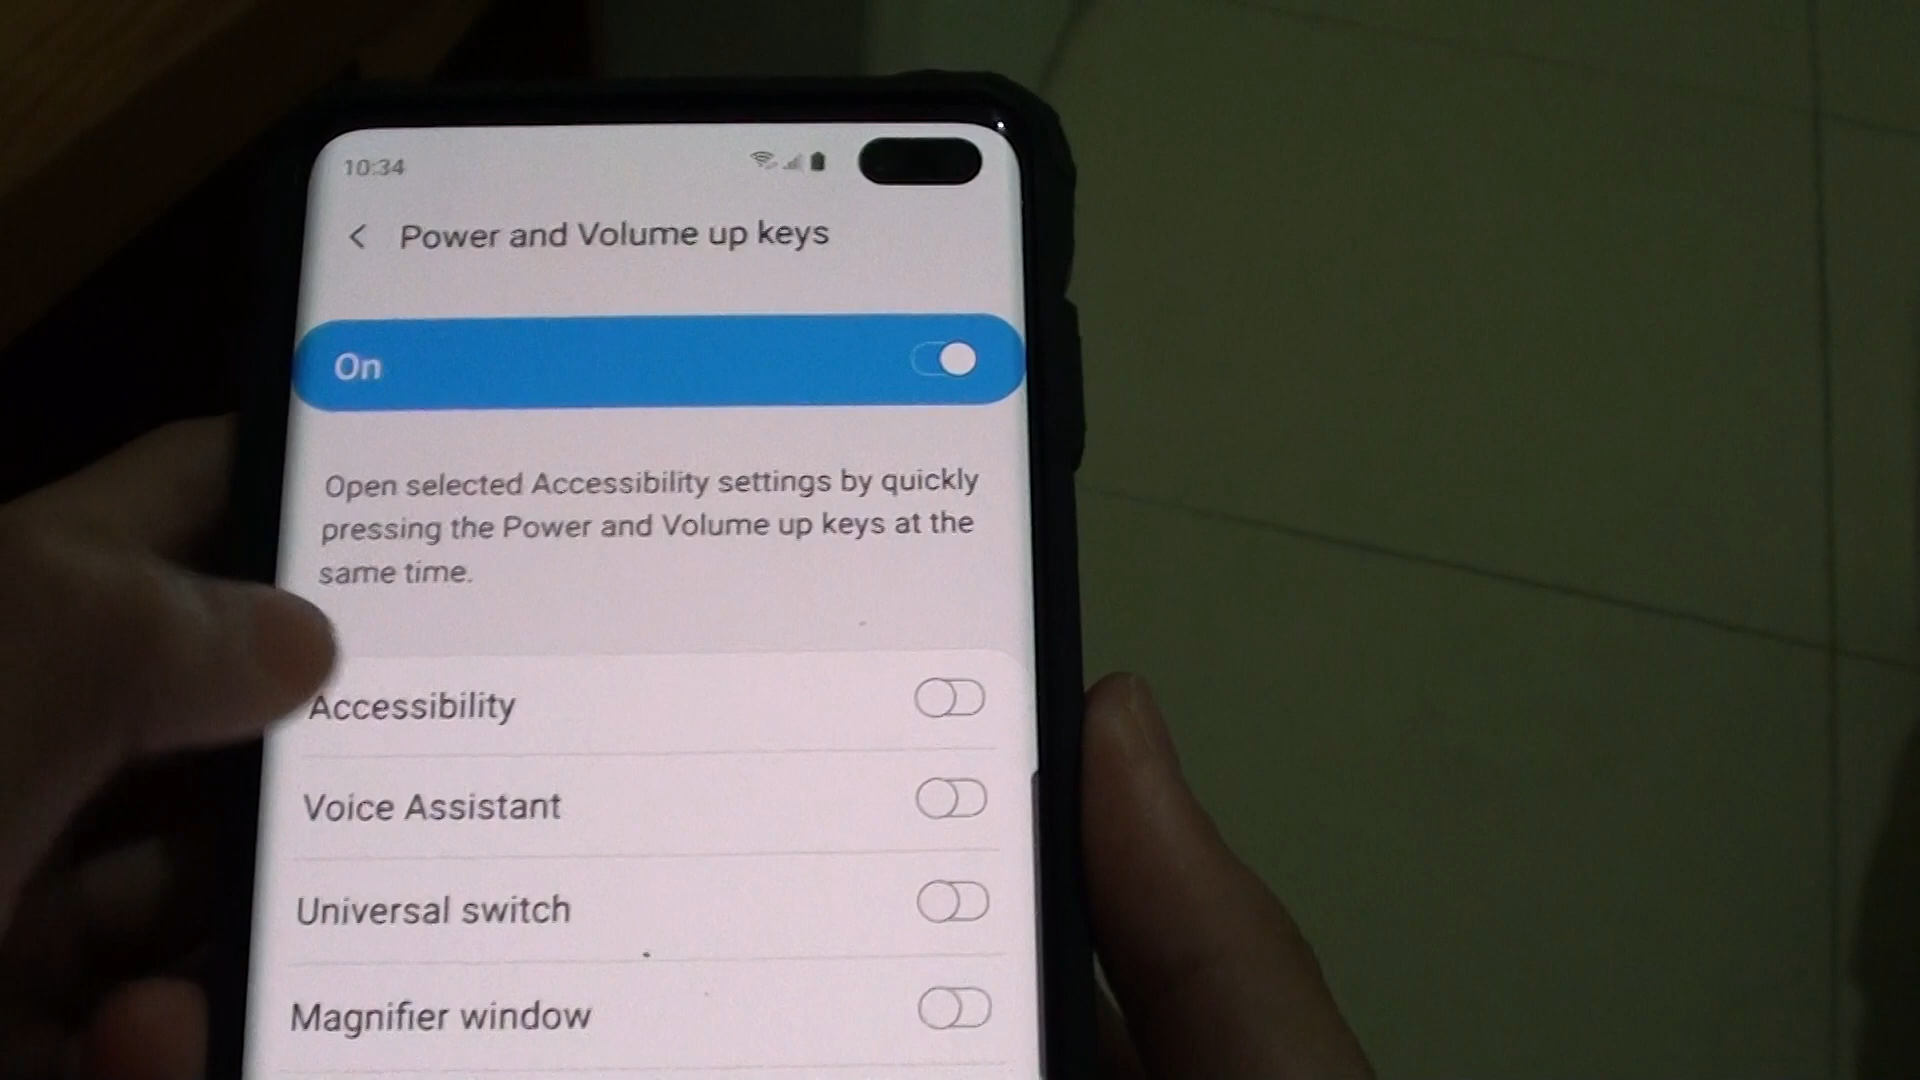 10:34
Power and Volume up keys
On
Open selected Accessibility settings by quickly
pressing the Power and Volume up keys at the
same time.
Accessibility
Voice Assistant
Universal switch
Magnifier window